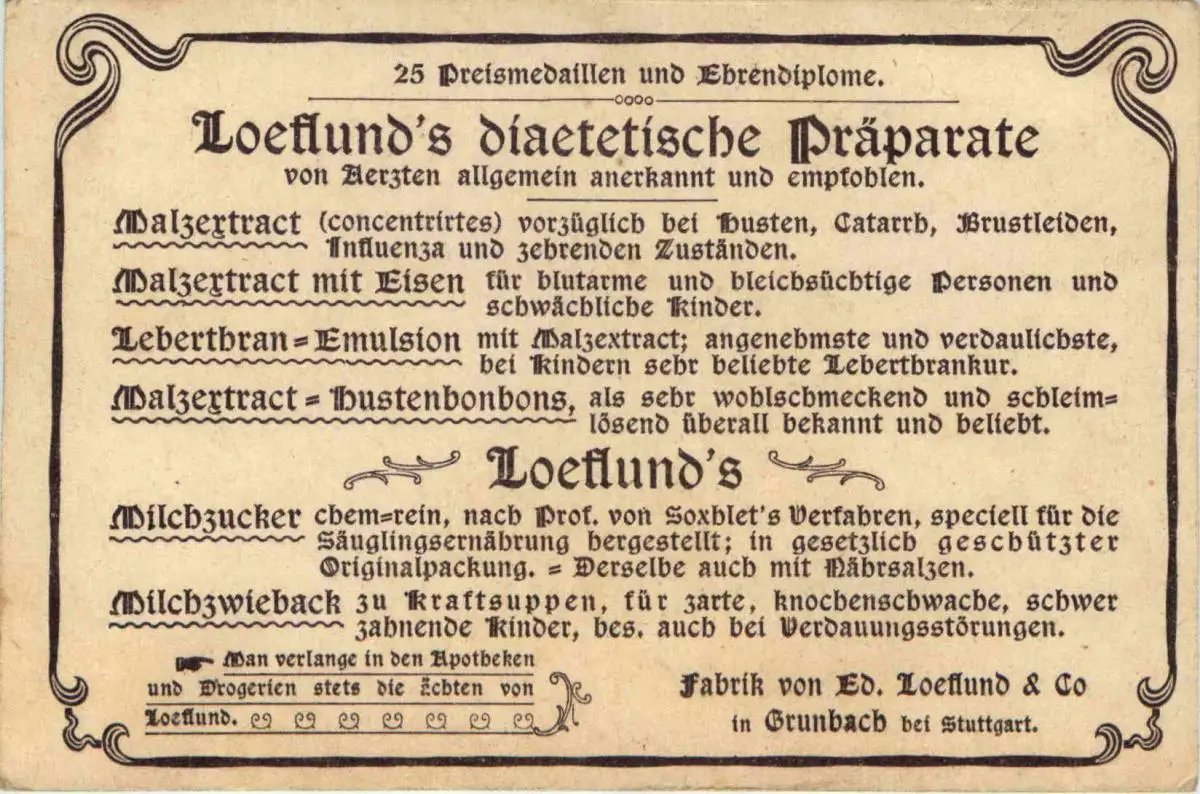 25 Preismedaillen und Ehrendiplome.
Loeflund's diaetetische Präparate
von Aerzten allgemein anerkannt und empfohlen.
Malzextract (concentrirtes) vorzüglich bei Husten, Catarrh, Brustleiden,
Influenza und zehrenden Zuständen.
Malzextract mit Eisen für blutarme und bleichsüchtige Personen und
schwächliche Kinder.
Leberthran=Emulsion mit Malzextract; angenehmste und verdaulichste,
bei Kindern sehr beliebte Leberthrankur.
Malzextract=Hustenbonbons, als sehr wohlschmeckend und schleim=
lösend überall bekannt und beliebt.
Loeflund's
Milchzucker chem=rein, nach Prof. von Soxhlet's Verfahren, speciell für die
Säuglingsernährung hergestellt; in gesetzlich geschützter
Originalpackung. = Derselbe auch mit Nährsalzen.
Milchzwieback zu Kraftsuppen, für zarte, knochenschwache, schwer
zahnende Kinder, bes. auch bei Verdauungsstörungen.
☛ Man verlange in den Apotheken
und Drogerien stets die Ächten von
Loeflund.
Fabrik von Ed. Loeflund & Co
in Grunbach bei Stuttgart.